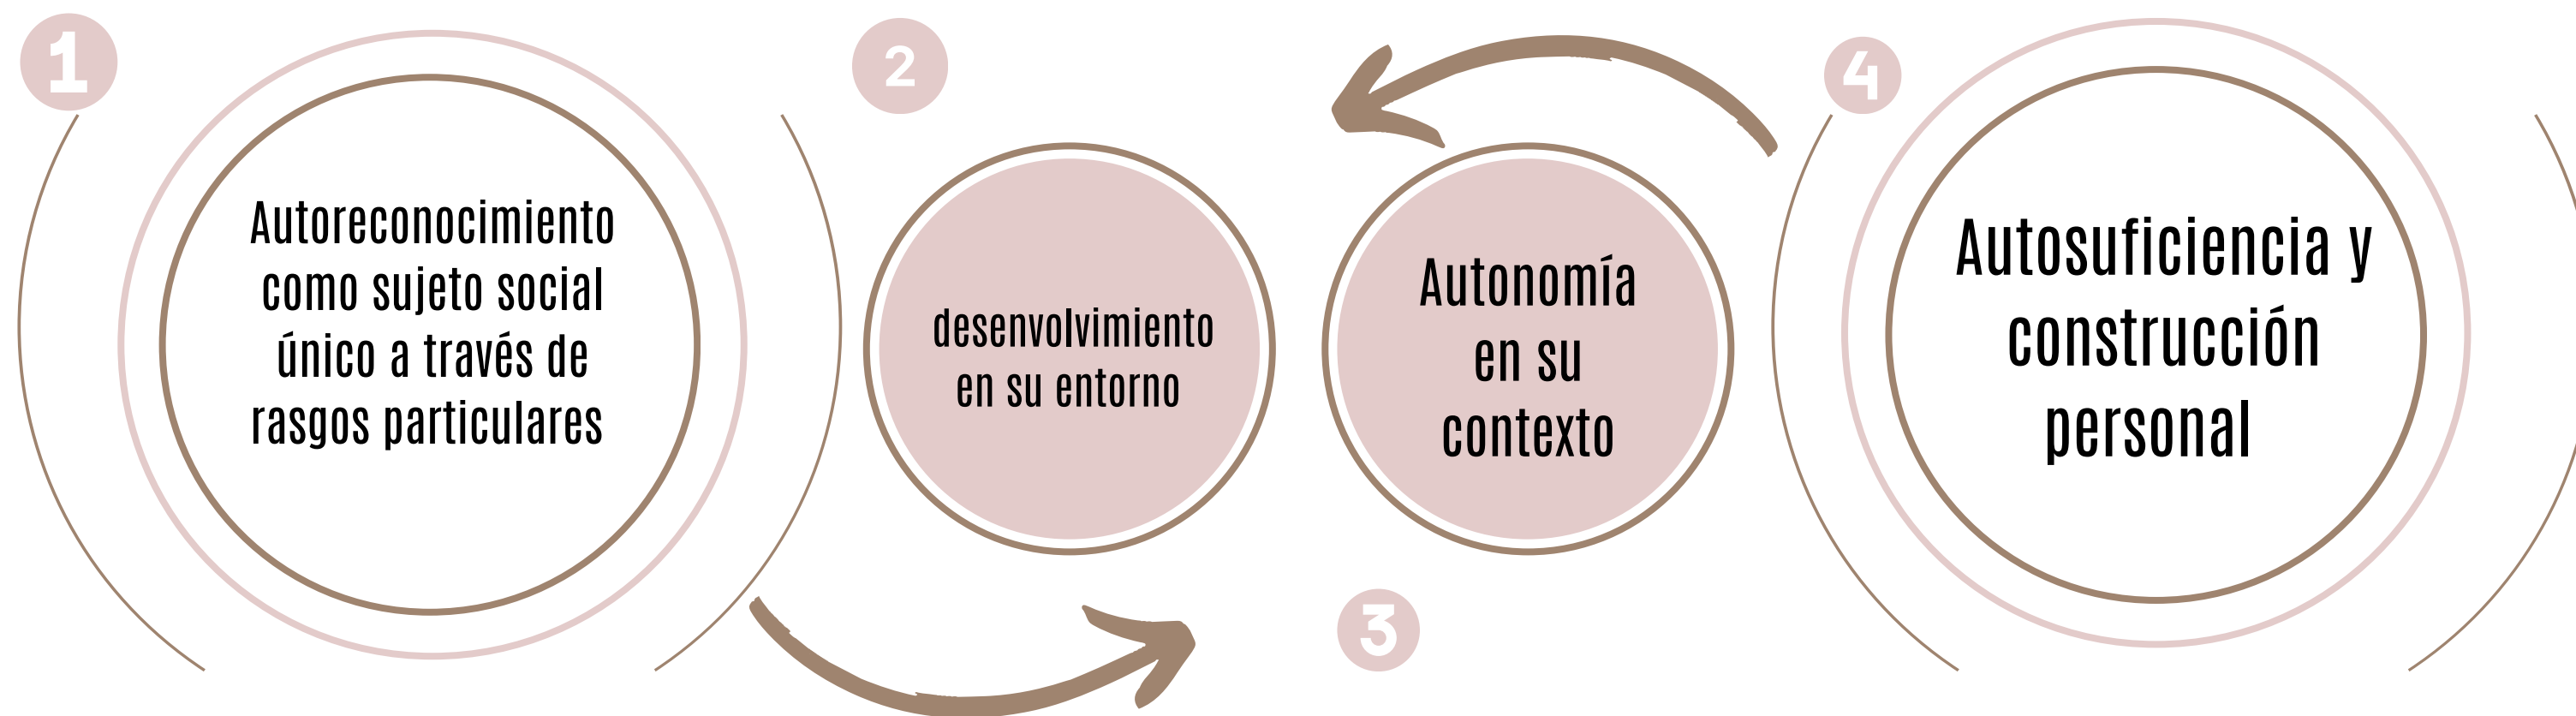 1
Autoreconocimiento
como sujeto social
único a través de
rasgos particulares
2
desenvolvimiento
en su entorno
3
Autonomía
en su
contexto
4
Autosuficiencia y
construcción
personal